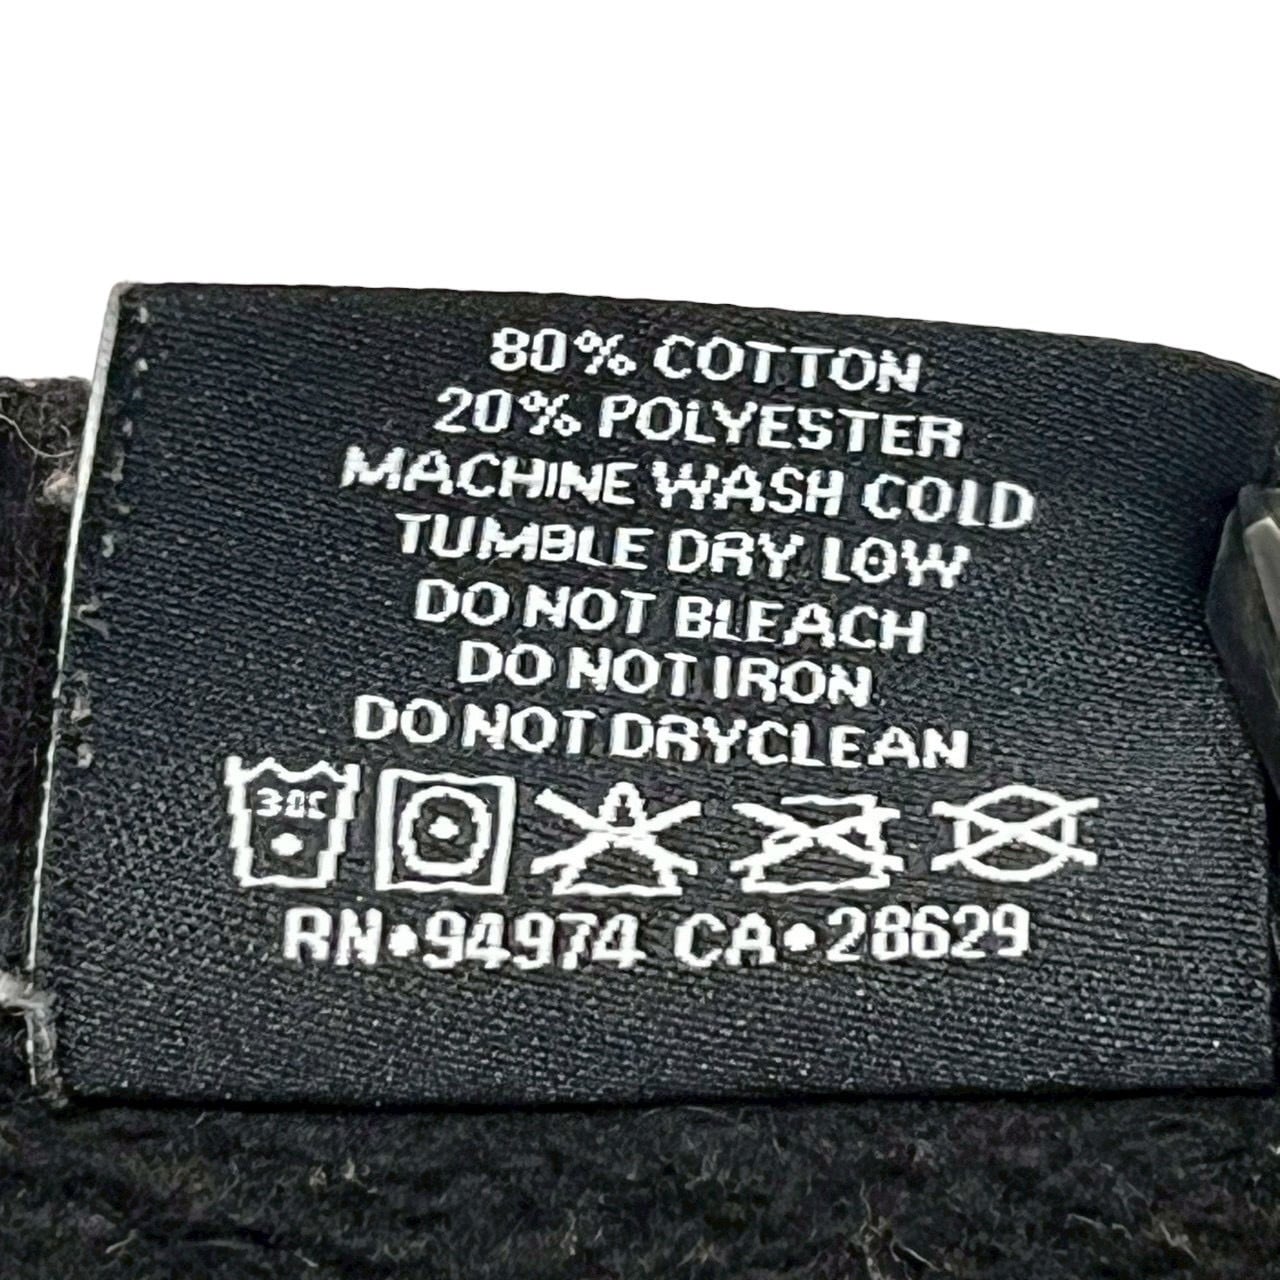 80% COTTON
20% POLYESTER
MACHINE WASH COLD
TUMBLE DRY LOW
DO NOT BLEACH
DO NOT IRON
DO NOT DRYCLEAN
30C
RN•94974 CA•28629